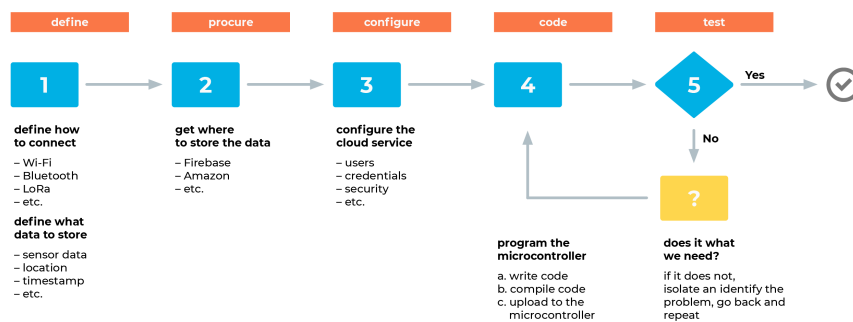 define
procure
configure
code
test
1
2
3
4
5
Yes
No
?
define how
to connect
– Wi-Fi
– Bluetooth
– LoRa
– etc.
define what
data to store
– sensor data
– location
– timestamp
– etc.
get where
to store the data
– Firebase
– Amazon
– etc.
configure the
cloud service
– users
– credentials
– security
– etc.
program the
microcontroller
a. write code
b. compile code
c. upload to the
microcontroller
does it what
we need?
if it does not,
isolate an identify the
problem, go back and
repeat